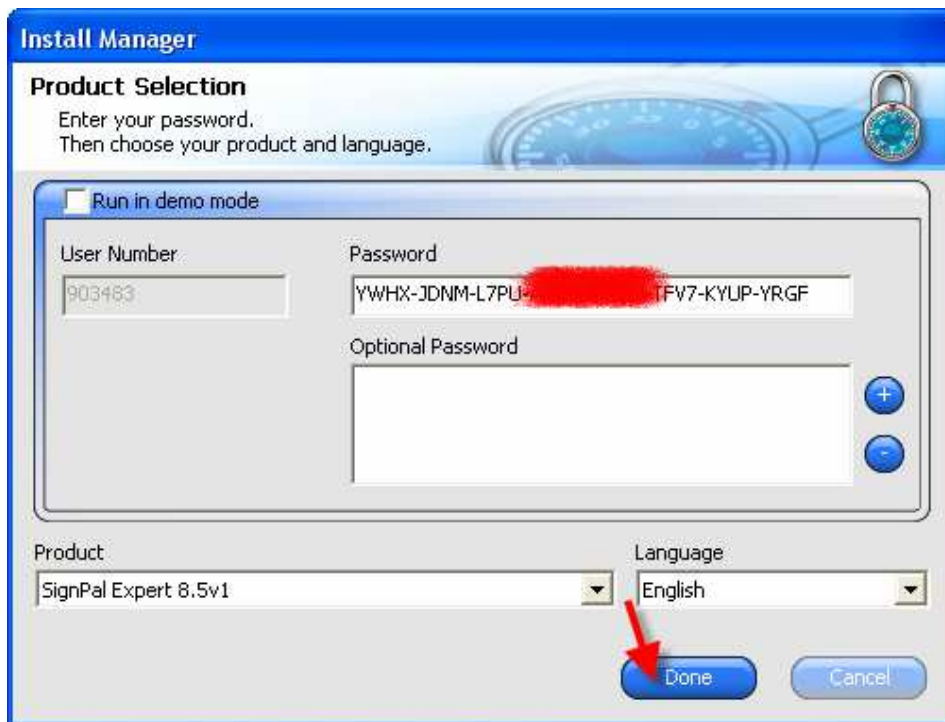 Install Manager
Product Selection
Enter your password.
Then choose your product and language.
Run in demo mode
User Number
Password
903483
YWHX-JDNM-L7PU- FV7-KYUP-YRGF
Optional Password
+
-
Product
Language
SignPal Expert 8.5v1
English
Done
Cancel